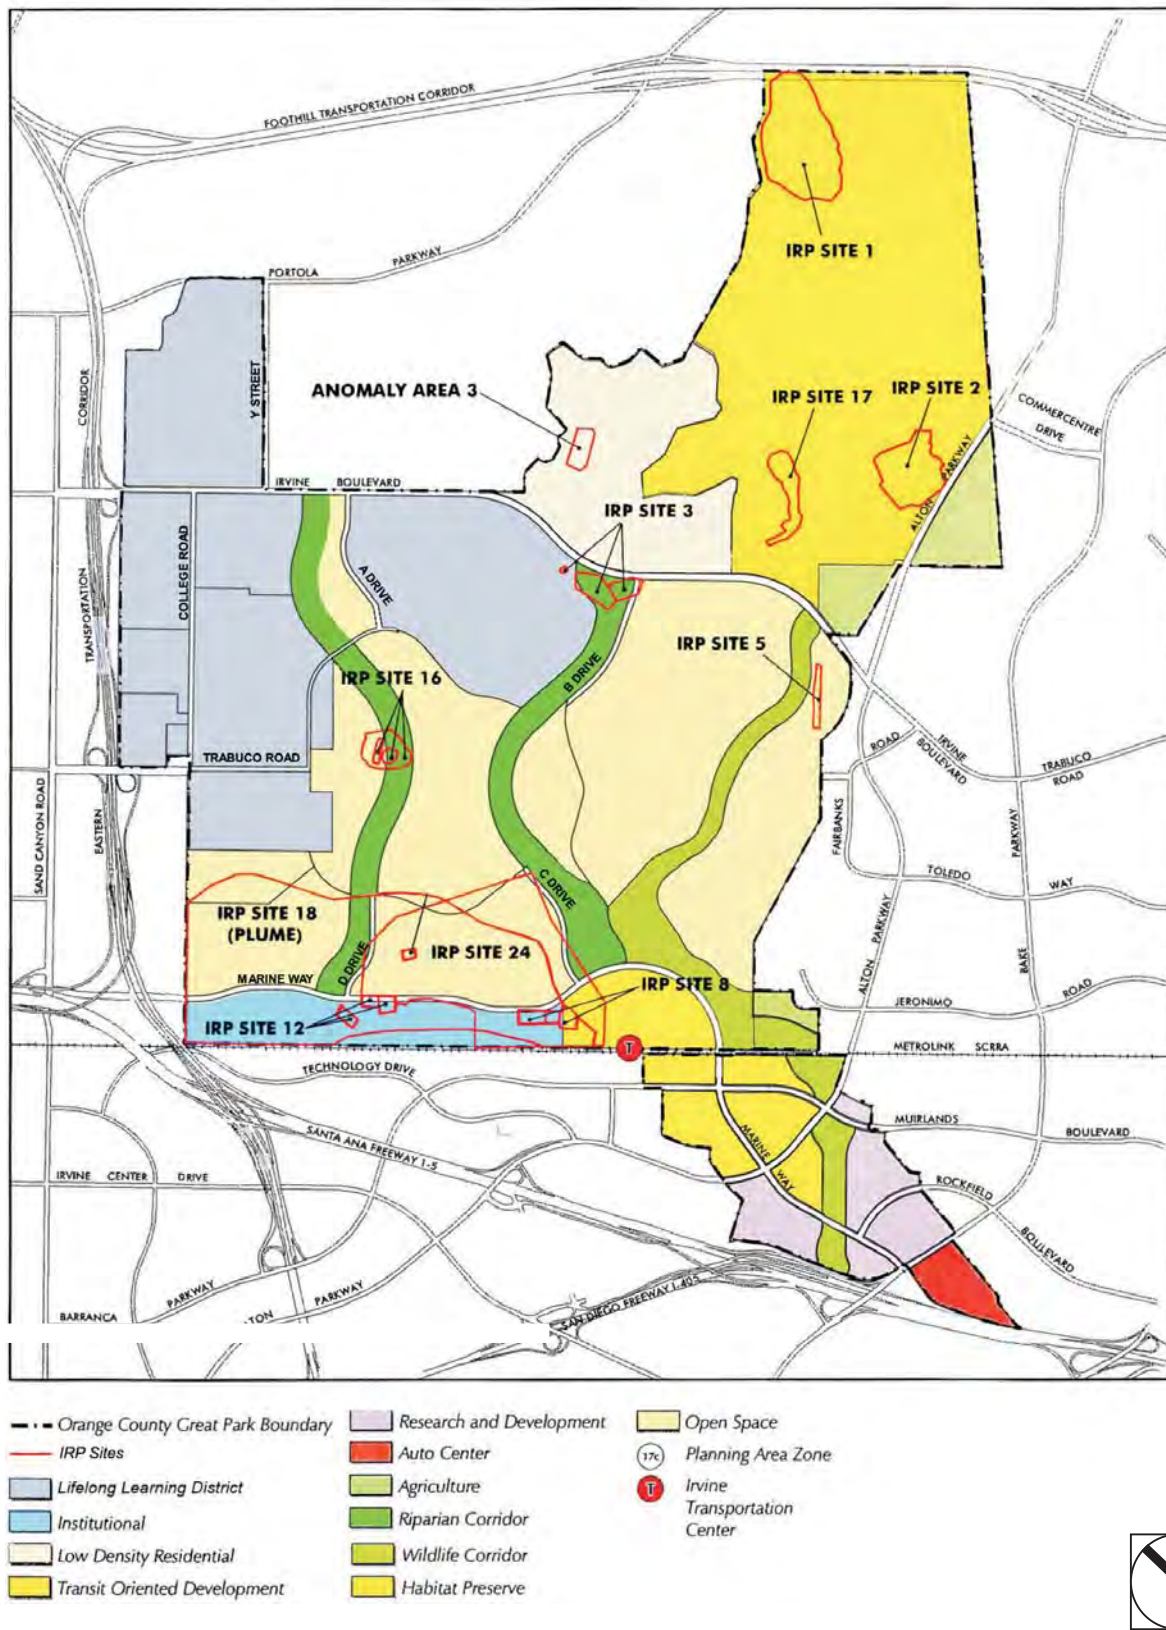 FOOTHILL TRANSPORTATION CORRIDOR
IRP SITE 1
PARKWAY
PORTOLA
Y STREET
CORRIDOR
ANOMALY AREA 3
IRP SITE 17
IRP SITE 2
COMMERCENTRE
DRIVE
ALTON PARKWAY
IRVINE BOULEVARD
IRP SITE 3
COLLEGE ROAD
A DRIVE
TRANSPORTATION
IRP SITE 5
B DRIVE
IRP SITE 16
TRABUCO ROAD
ROAD
IRVINE
BOULEVARD
TRABUCO
ROAD
SAND CANYON ROAD
EASTERN
FAIRBANKS
PARKWAY
TOLEDO WAY
C DRIVE
IRP SITE 18
(PLUME)
D DRIVE
IRP SITE 24
ALTON PARKWAY
BAKE
MARINE WAY
IRP SITE 8
JERONIMO ROAD
IRP SITE 12
T
METROLINK SCRRA
TECHNOLOGY DRIVE
MUIRLANDS BOULEVARD
SANTA ANA FREEWAY 1-5
MARINE WAY
IRVINE CENTER DRIVE
ROCKFIELD
BOULEVARD
PARKWAY
PARKWAY
SAN DIEGO FREEWAY 1-405
BARRANCA
TON
Orange County Great Park Boundary
IRP Sites
Lifelong Learning District
Institutional
Low Density Residential
Transit Oriented Development
Research and Development
Auto Center
Agriculture
Riparian Corridor
Wildlife Corridor
Habitat Preserve
Open Space
17c Planning Area Zone
T Irvine
Transportation
Center